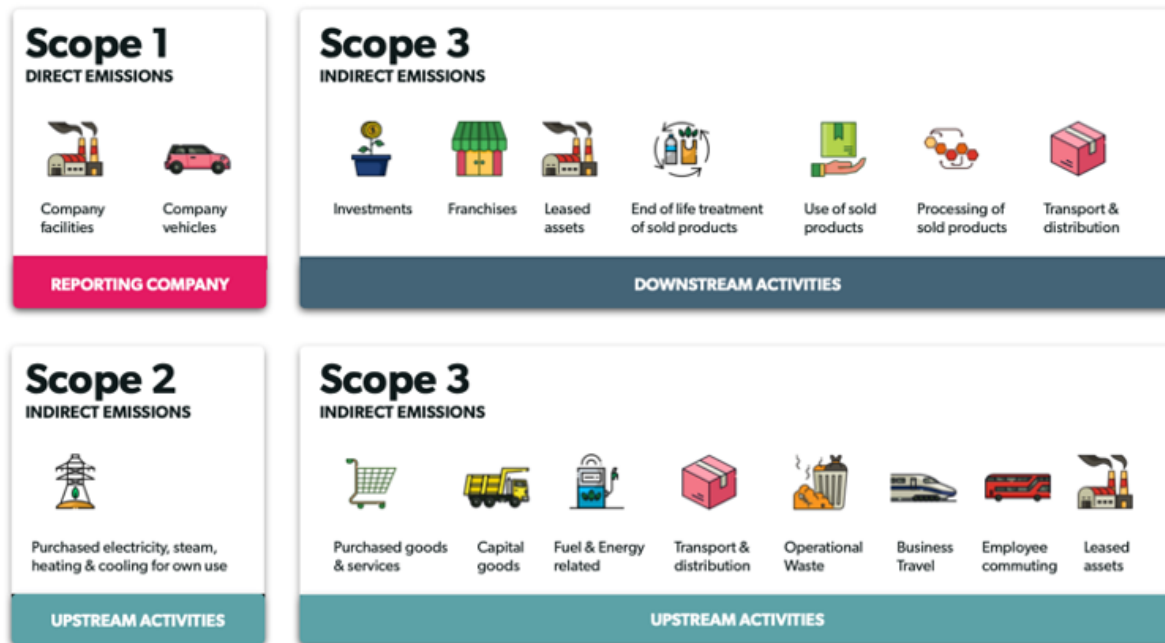 Scope 1
DIRECT EMISSIONS
Company
facilities
Company
vehicles
REPORTING COMPANY
Scope 3
INDIRECT EMISSIONS
Investments
Franchises
Leased
assets
End of life treatment
of sold products
Use of sold
products
Processing of
sold products
Transport &
distribution
DOWNSTREAM ACTIVITIES
Scope 2
INDIRECT EMISSIONS
Purchased electricity, steam,
heating & cooling for own use
UPSTREAM ACTIVITIES
Scope 3
INDIRECT EMISSIONS
Purchased goods
& services
Capital
goods
Fuel & Energy
related
Transport &
distribution
Operational
Waste
Business
Travel
Employee
commuting
Leased
assets
UPSTREAM ACTIVITIES